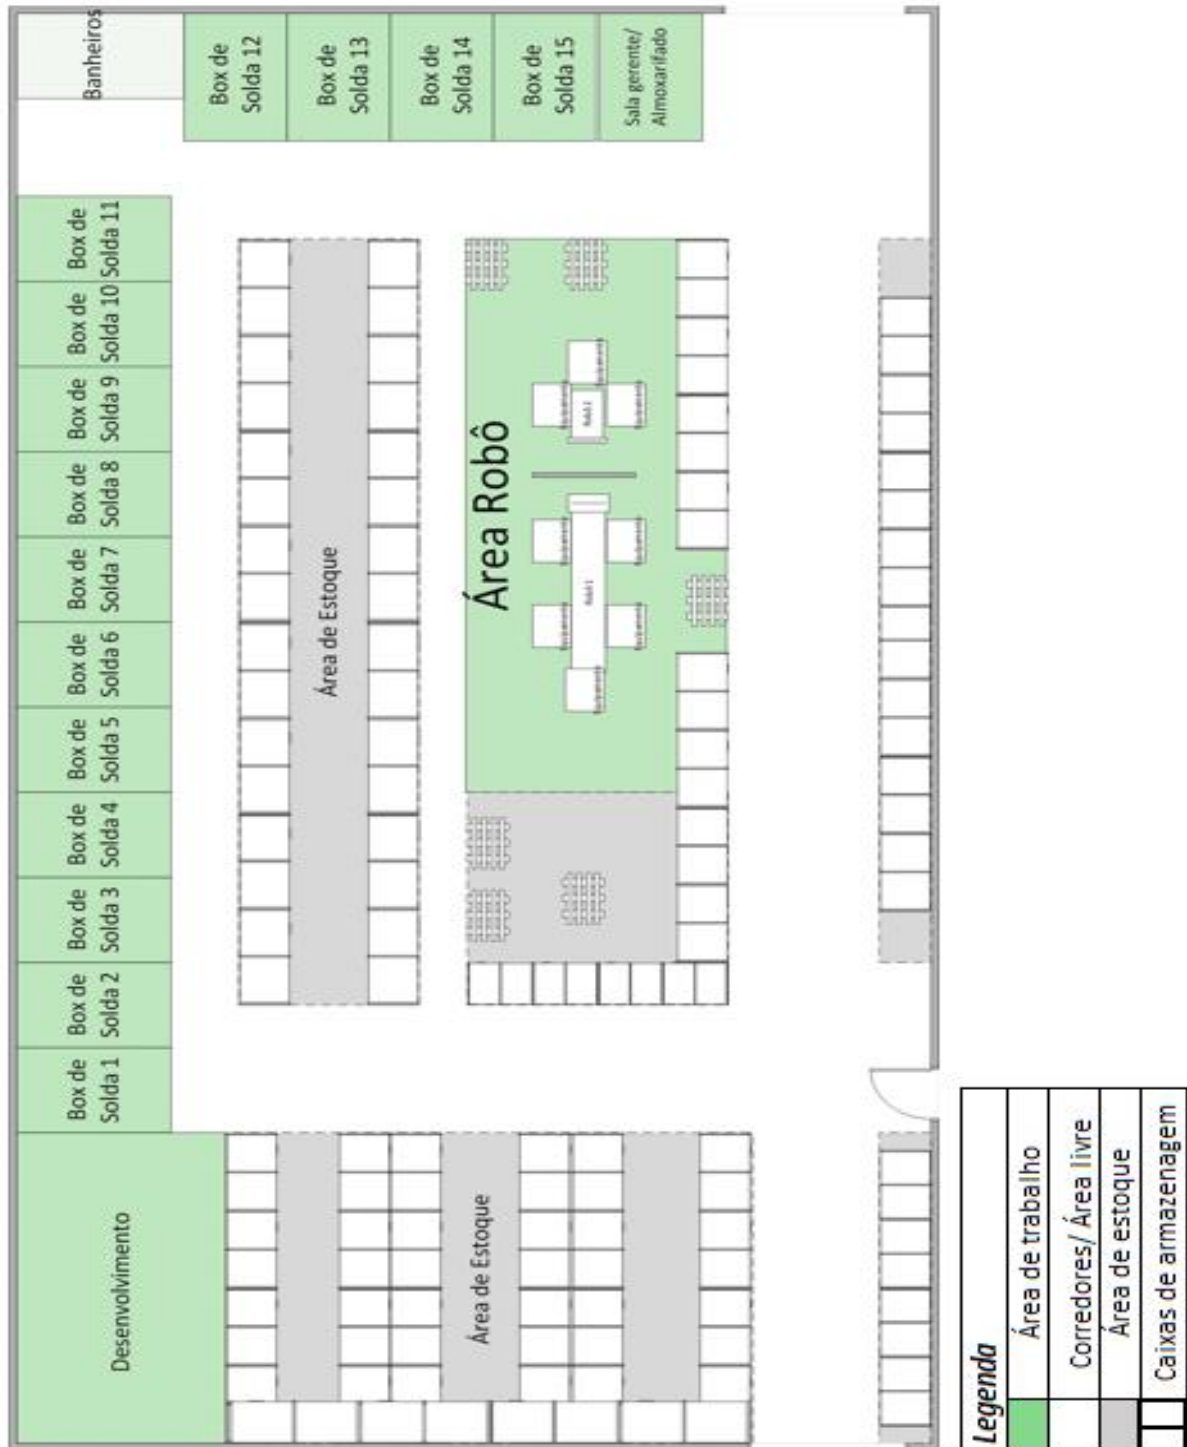 Banheiros
Box de
Solda 12
Box de
Solda 13
Box de
Solda 14
Box de
Solda 15
Sala gerente/
Almoxarifado
Box de
Solda 11
Box de
Solda 10
Box de
Solda 9
Box de
Solda 8
Box de
Solda 7
Box de
Solda 6
Box de
Solda 5
Box de
Solda 4
Box de
Solda 3
Box de
Solda 2
Box de
Solda 1
Desenvolvimento
Área de Estoque
Área Robô
Robô 2
Robô 1
Área de Estoque
Legenda
Área de trabalho
Corredores/ Área livre
Área de estoque
Caixas de armazenagem